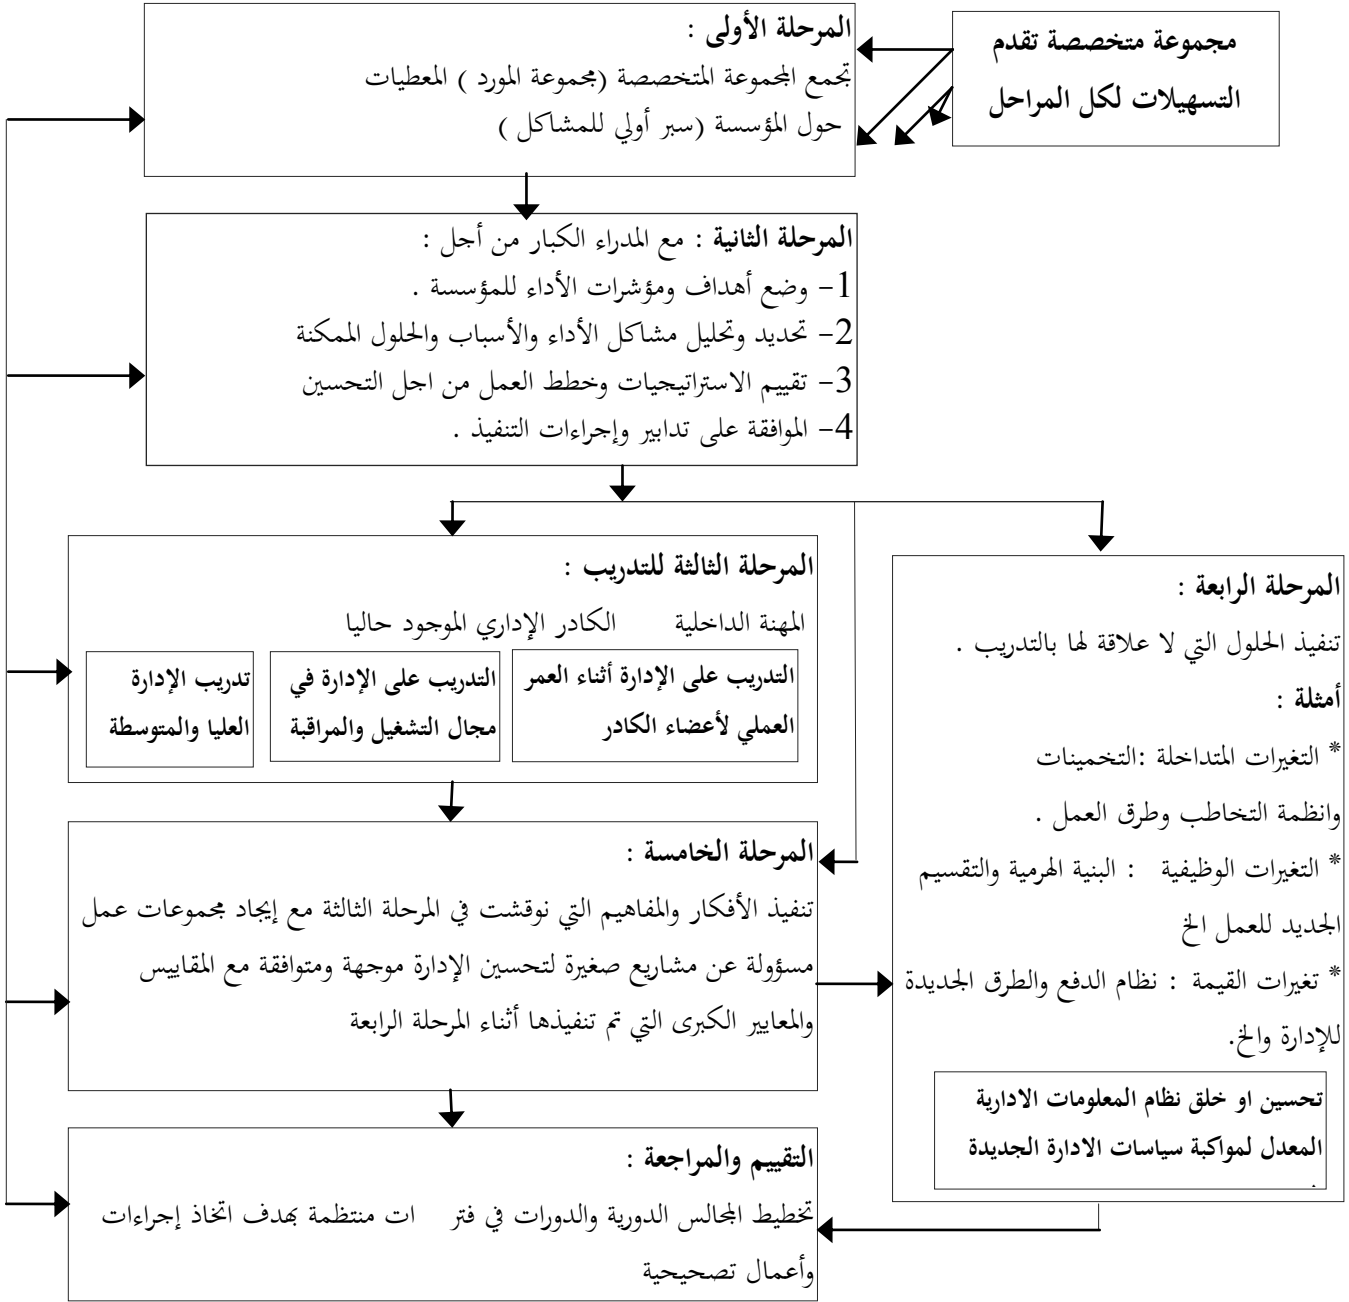 مجموعة متخصصة تقدم
التسهيلات لكل المراحل
المرحلة الأولى :
تجمع المجموعة المتخصصة (مجموعة المورد ) المعطيات
حول المؤسسة (سبر أولي للمشاكل )
المرحلة الثانية : مع المدراء الكبار من أجل :
1- وضع أهداف ومؤشرات الأداء للمؤسسة .
2- تحديد وتحليل مشاكل الأداء والأسباب والحلول الممكنة
3- تقييم الاستراتيجيات وخطط العمل من اجل التحسين
4- الموافقة على تدابير وإجراءات التنفيذ .
المرحلة الثالثة للتدريب :
المهنة الداخلية الكادر الإداري الموجود حاليا
التدريب على الإدارة أثناء العمر
العملي لأعضاء الكادر
التدريب على الإدارة في
مجال التشغيل والمراقبة
تدريب الإدارة
العليا والمتوسطة
المرحلة الرابعة :
تنفيذ الحلول التي لا علاقة لها بالتدريب .
أمثلة :
* التغيرات المتداخلة :التخمينات
وانظمة التخاطب وطرق العمل .
* التغيرات الوظيفية : البنية الهرمية والتقسيم
الجديد للعمل الخ
* تغيرات القيمة : نظام الدفع والطرق الجديدة
للإدارة والخ.
تحسين او خلق نظام المعلومات الادارية
المعدل لمواكبة سياسات الادارة الجديدة
.
المرحلة الخامسة :
تنفيذ الأفكار والمفاهيم التي نوقشت في المرحلة الثالثة مع إيجاد مجموعات عمل
مسؤولة عن مشاريع صغيرة لتحسين الإدارة موجهة ومتوافقة مع المقاييس
والمعايير الكبرى التي تم تنفيذها أثناء المرحلة الرابعة
التقييم والمراجعة :
تخطيط المجالس الدورية والدورات في فتر ات منتظمة بهدف اتخاذ إجراءات
وأعمال تصحيحية